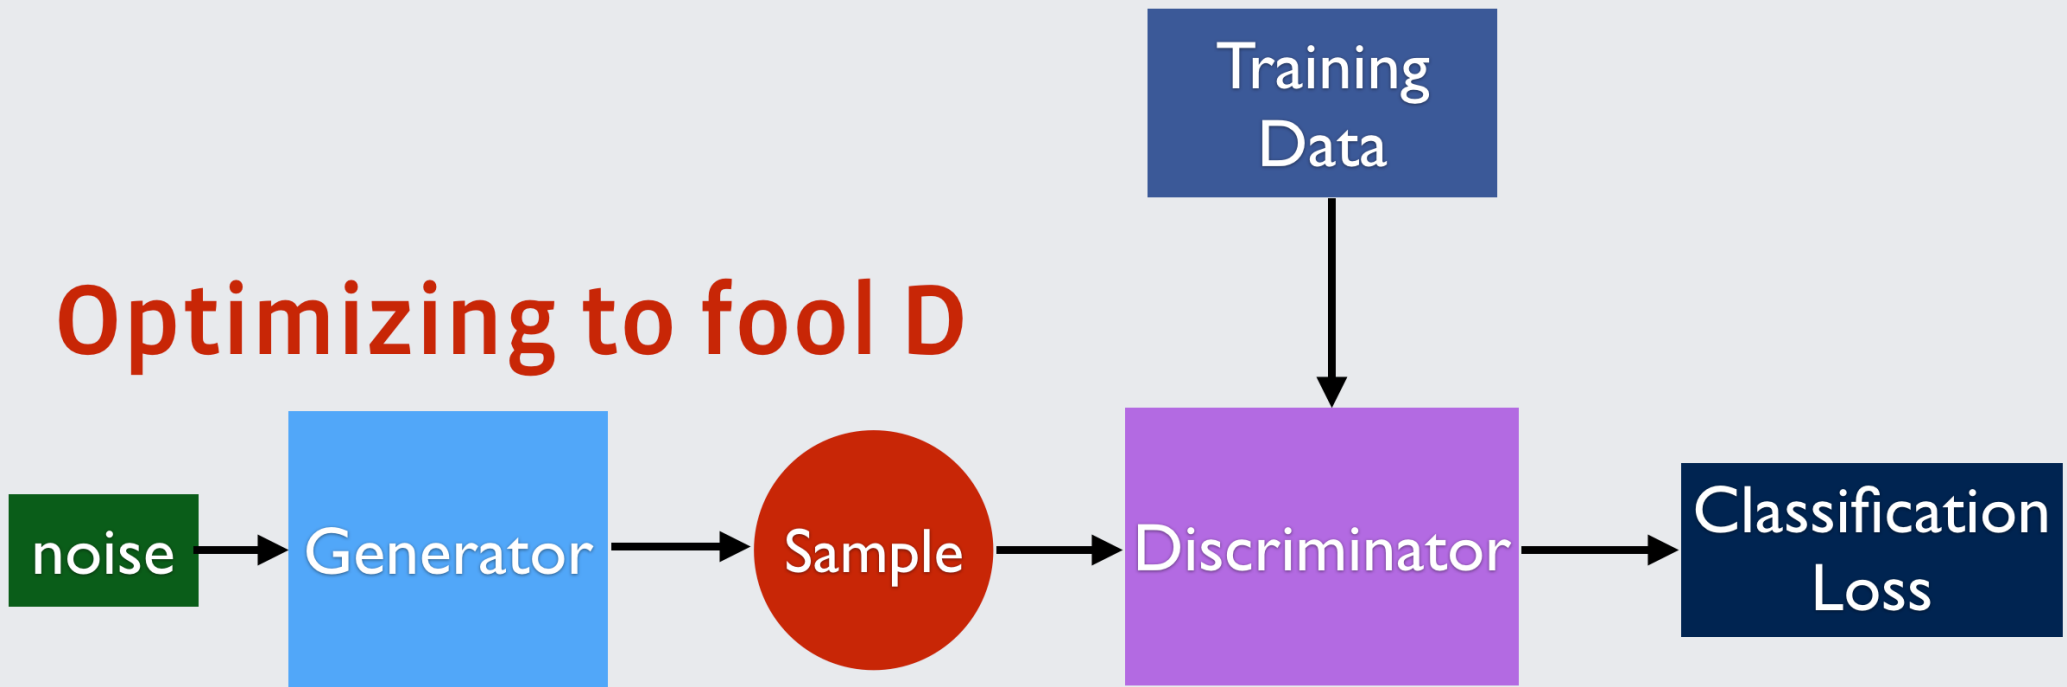 Training
Data
Optimizing to fool D
noise
Generator
Sample
Discriminator
Classification
Loss